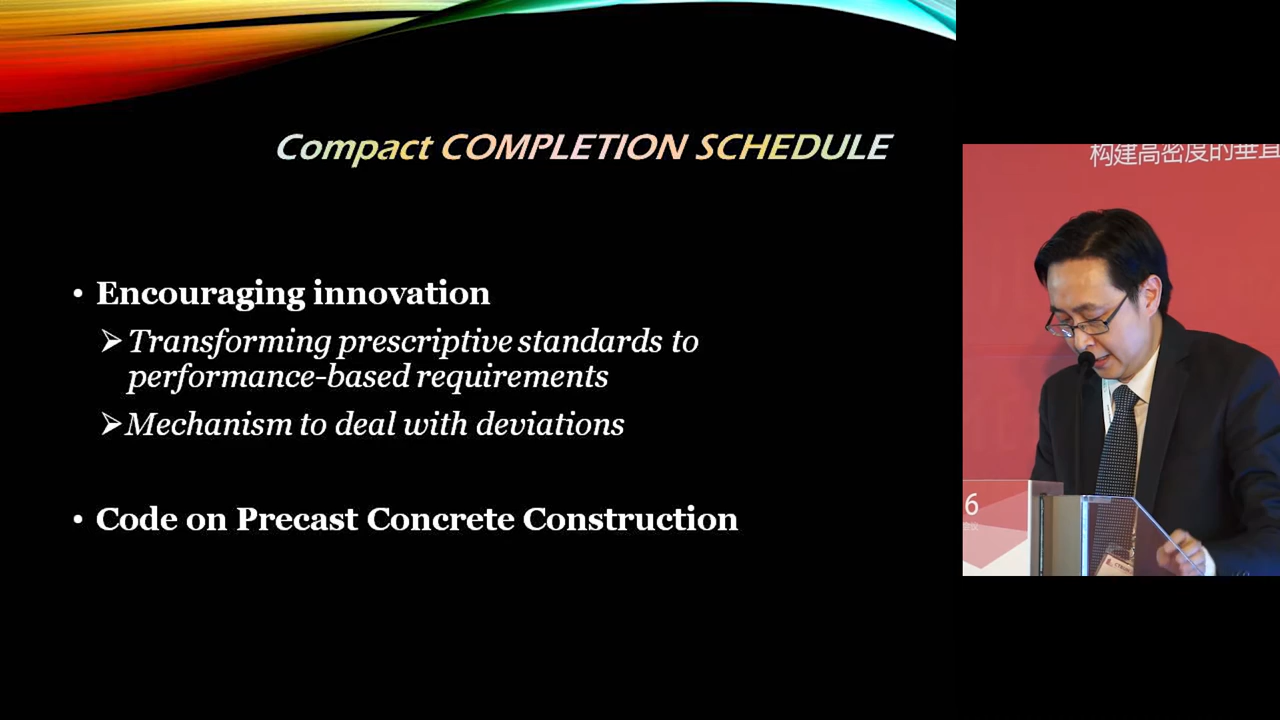 Compact COMPLETION SCHEDULE
• Encouraging innovation
➢ Transforming prescriptive standards to
performance-based requirements
➢ Mechanism to deal with deviations
• Code on Precast Concrete Construction
构建高密度的垂直
6